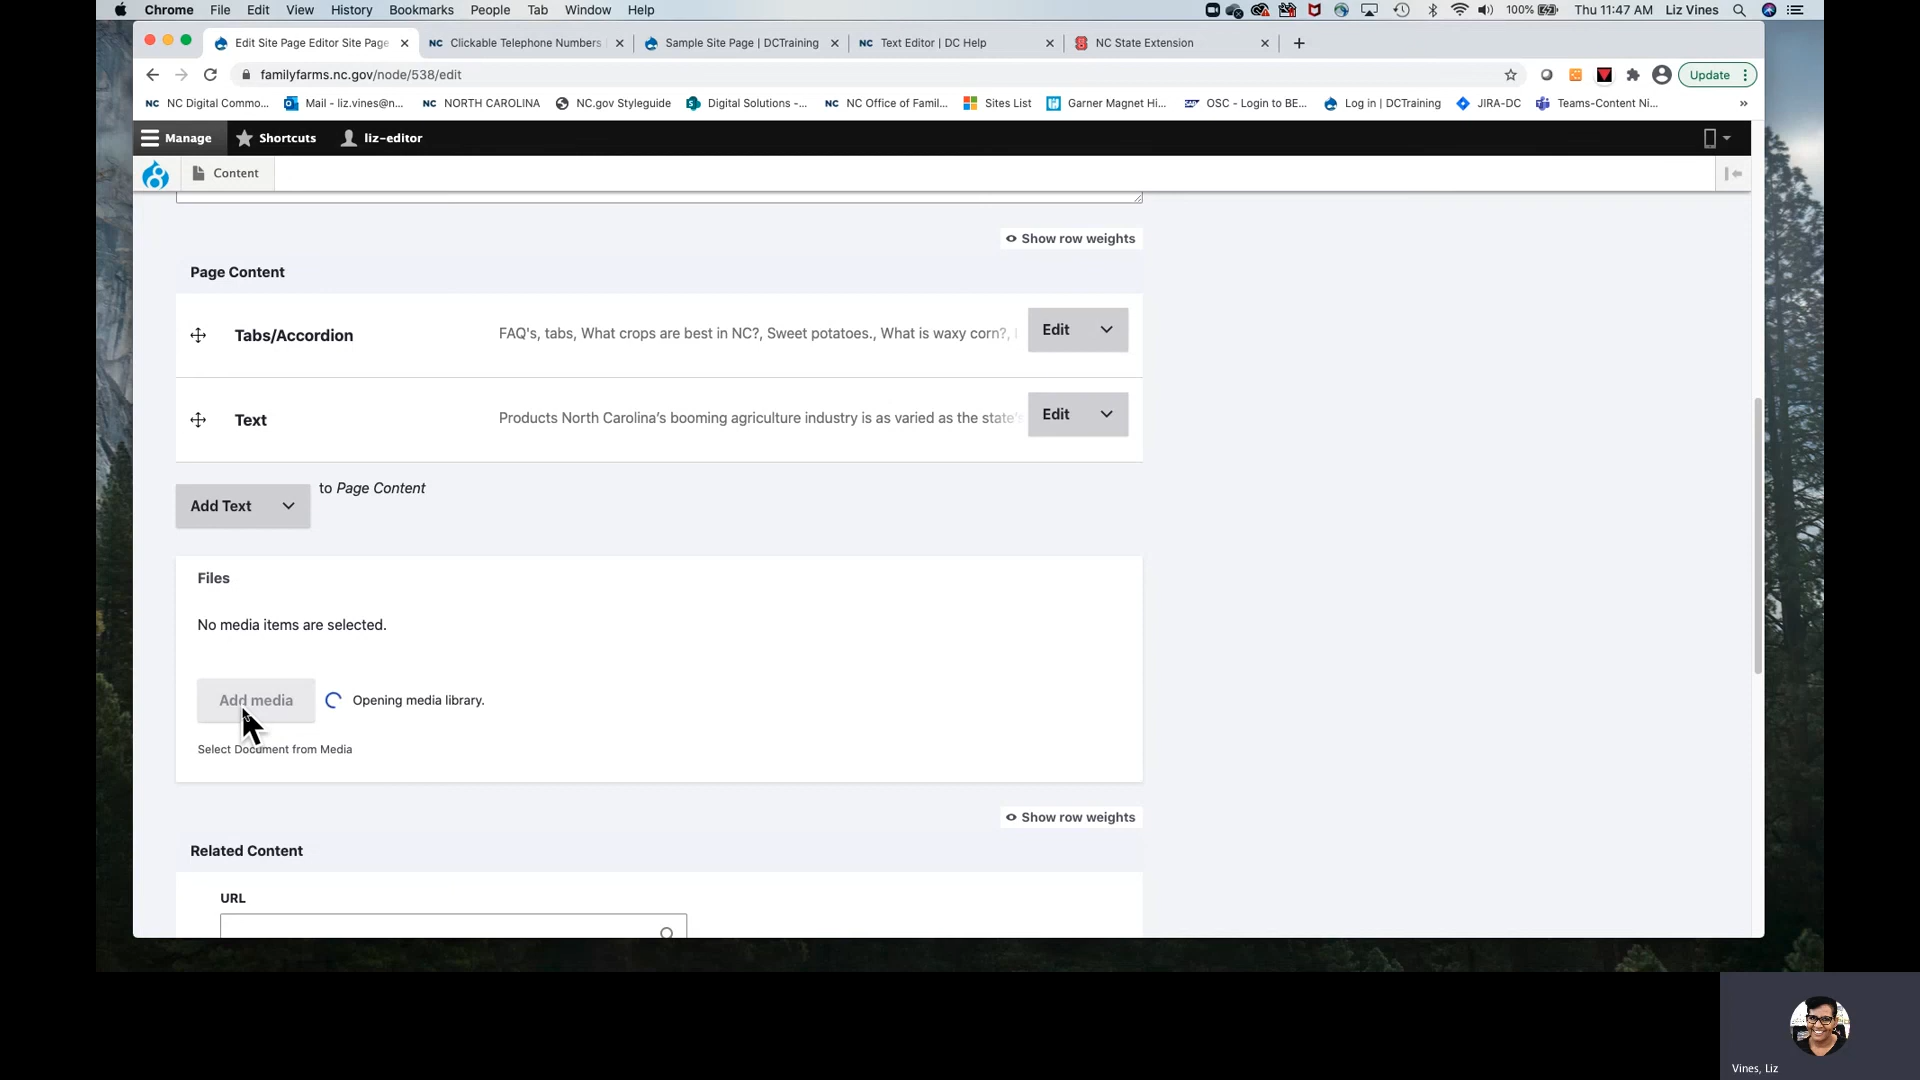 Chrome File Edit View History Bookmarks People Tab Window Help 100% Thu 11:47 AM Liz Vines
Edit Site Page Editor Site Page Clickable Telephone Numbers Sample Site Page | DCTraining Text Editor | DC Help NC State Extension
familyfarms.nc.gov/node/538/edit Update
NC Digital Commo... Mail - liz.vines@n... NORTH CAROLINA NC.gov Styleguide Digital Solutions -... NC Office of Famil... Sites List Garner Magnet Hi... OSC - Login to BE... Log in | DCTraining JIRA-DC Teams-Content Ni... »
Manage Shortcuts liz-editor
Content
Show row weights
Page Content
Tabs/Accordion FAQ's, tabs, What crops are best in NC?, Sweet potatoes., What is waxy corn?, Edit
Text Products North Carolina's booming agriculture industry is as varied as the state's Edit
Add Text to Page Content
Files
No media items are selected.
Add media Opening media library.
Select Document from Media
Show row weights
Related Content
URL
Vines, Liz